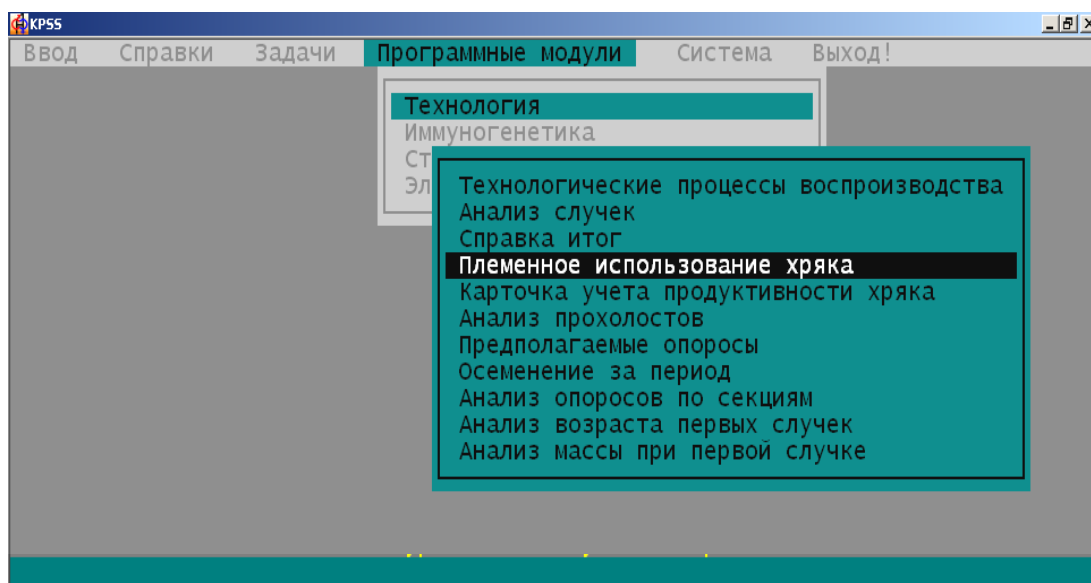 KPSS
Ввод Справки Задачи Программные модули Система Выход!
Технология
Иммуногенетика
Ст
Эл
Технологические процессы воспроизводства
Анализ случек
Справка итог
Племенное использование хряка
Карточка учета продуктивности хряка
Анализ прохолостов
Предполагаемые опоросы
Осеменение за период
Анализ опоросов по секциям
Анализ возраста первых случек
Анализ массы при первой случке